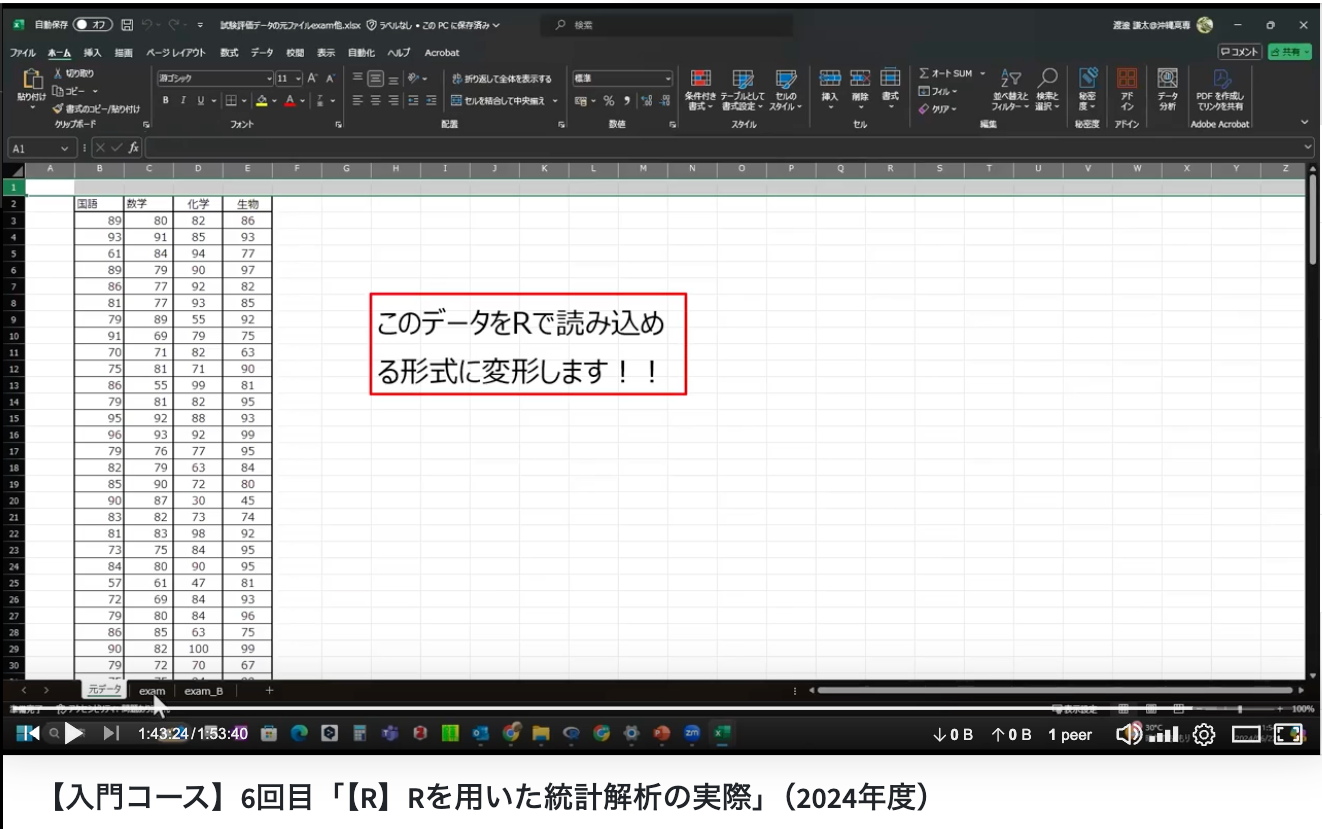 自動保存 オフ 試験評価データの元ファイルexam他.xlsx ラベルなし • この PC に保存済み 検索
ファイル ホーム 挿入 描画 ページ レイアウト 数式 データ 校閲 表示 自動化 ヘルプ Acrobat コメント 共有
貼り付け 切り取り コピー 書式のコピー/貼り付け クリップボード
游ゴシック 11 B I U フォント
折り返して全体を表示する セルを結合して中央揃え 配置
標準 % 数値
条件付き書式 テーブルとして書式設定 セルのスタイル スタイル
挿入 削除 書式 セル
オート SUM フィル クリア 並べ替えとフィルター 検索と選択 編集
秘密度 秘密度 アドイン アドイン データ分析 PDF を作成してリンクを共有 Adobe Acrobat
A1 fx
A B C D E F G H I J K L M N O P Q R S T U V W X Y Z
1
2 国語 数学 化学 生物
3 89 80 82 86
4 93 91 85 93
5 61 84 94 77
6 89 79 90 97
7 86 77 92 82
8 81 77 93 85
9 79 89 55 92
10 91 69 79 75
11 70 71 82 63
12 75 81 71 90
13 86 55 99 81
14 79 81 82 95
15 95 92 88 93
16 96 93 92 99
17 79 76 77 95
18 82 79 63 84
19 85 90 72 80
20 90 87 30 45
21 83 82 73 74
22 81 83 98 92
23 73 75 84 95
24 84 80 90 95
25 57 61 47 81
26 72 69 84 93
27 79 80 84 96
28 86 85 63 75
29 90 82 100 99
30 79 72 70 67
このデータをRで読み込め
る形式に変形します！！
元データ exam exam_B +
表示設定 100%
1:43:24/1:53:40 ↓ 0 B ↑ 0 B 1 peer
【入門コース】6回目「【R】Rを用いた統計解析の実際」（2024年度）